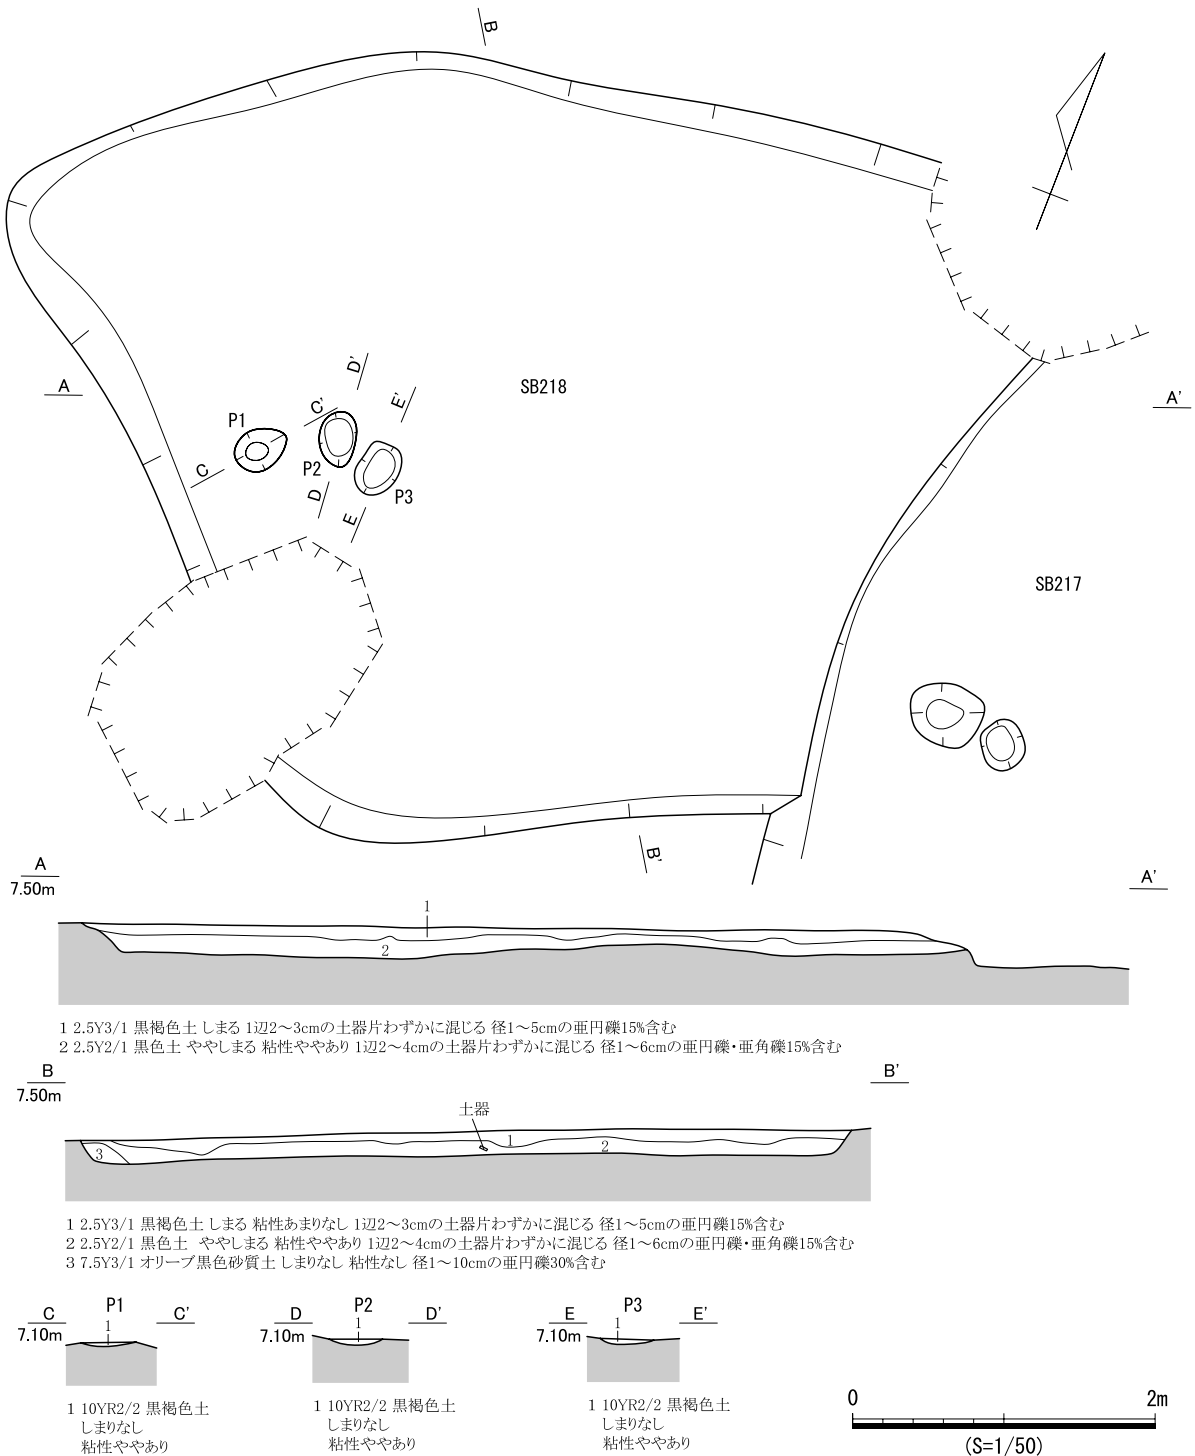 B
A
SB218
D'
E'
A'
P1
C'
C
P2
P3
D
E
SB217
B'
A
7.50m
A'
1
2
1 2.5Y3/1 黒褐色土 しまる 1辺2～3cmの土器片わずかに混じる 径1～5cmの亜円礫15%含む
2 2.5Y2/1 黒色土 ややしまる 粘性ややあり 1辺2～4cmの土器片わずかに混じる 径1～6cmの亜円礫・亜角礫15%含む
B
7.50m
B'
土器
1
2
3
1 2.5Y3/1 黒褐色土 しまる 粘性あまりなし 1辺2～3cmの土器片わずかに混じる 径1～5cmの亜円礫15%含む
2 2.5Y2/1 黒色土 ややしまる 粘性ややあり 1辺2～4cmの土器片わずかに混じる 径1～6cmの亜円礫・亜角礫15%含む
3 7.5Y3/1 オリーブ黒色砂質土 しまりなし 粘性なし 径1～10cmの亜円礫30%含む
C P1 C'
7.10m
1
1 10YR2/2 黒褐色土
しまりなし
粘性ややあり
D P2 D'
7.10m
1
1 10YR2/2 黒褐色土
しまりなし
粘性ややあり
E P3 E'
7.10m
1
1 10YR2/2 黒褐色土
しまりなし
粘性ややあり
0 2m
(S=1/50)